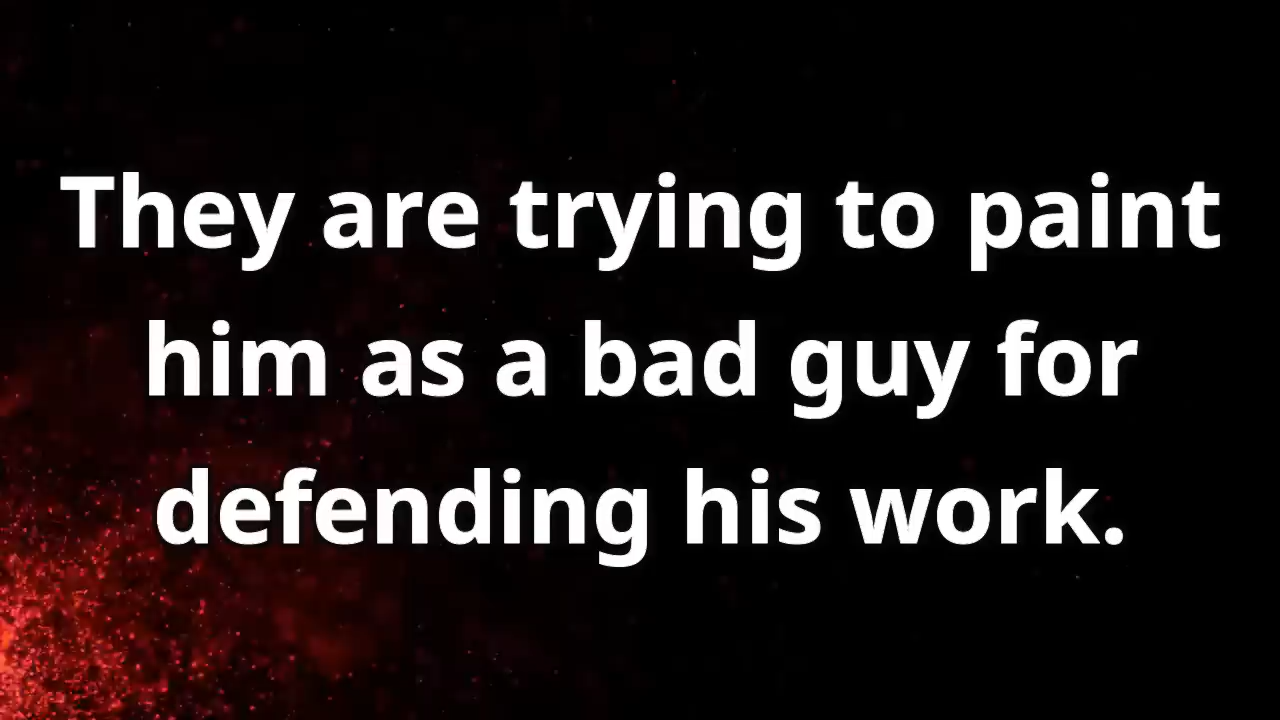 They are trying to paint
him as a bad guy for
defending his work.